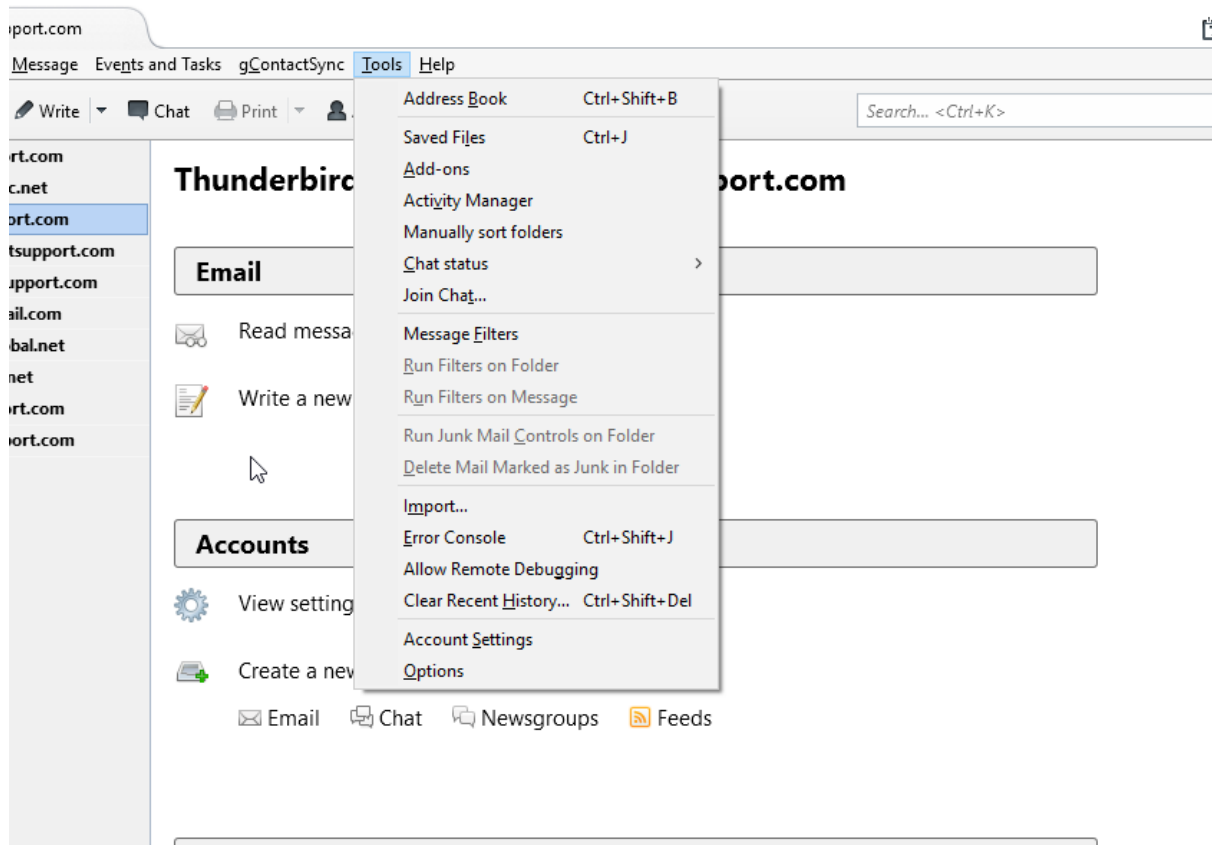 port.com
Message Events and Tasks gContactSync Tools Help
Write Chat Print
Search... <Ctrl+K>
Address Book Ctrl+Shift+B
Saved Files Ctrl+J
Add-ons
Activity Manager
Manually sort folders
Chat status
Join Chat...
Message Filters
Run Filters on Folder
Run Filters on Message
Run Junk Mail Controls on Folder
Delete Mail Marked as Junk in Folder
Import...
Error Console Ctrl+Shift+J
Allow Remote Debugging
Clear Recent History... Ctrl+Shift+Del
Account Settings
Options
rt.com
c.net
ort.com
tsupport.com
upport.com
ail.com
bal.net
net
ort.com
port.com
Thunderbird port.com
Email
Read messa
Write a new
Accounts
View setting
Create a new
Email Chat Newsgroups Feeds